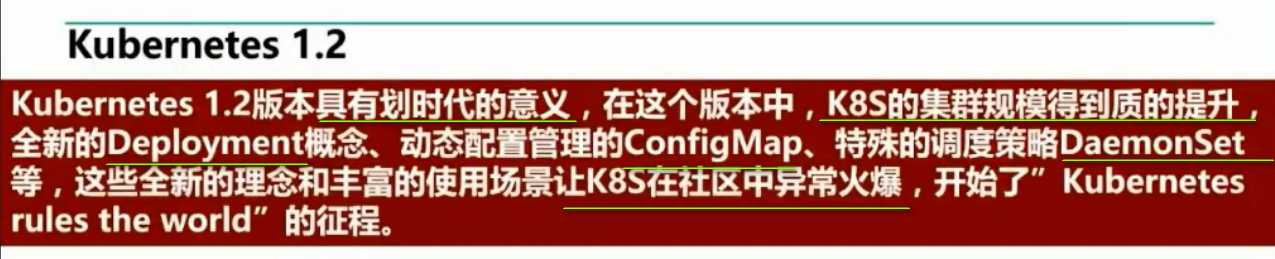 Kubernetes 1.2
Kubernetes 1.2版本具有划时代的意义，在这个版本中，K8S的集群规模得到质的提升，
全新的Deployment概念、动态配置管理的ConfigMap、特殊的调度策略DaemonSet
等，这些全新的理念和丰富的使用场景让K8S在社区中异常火爆，开始了”Kubernetes
rules the world”的征程。